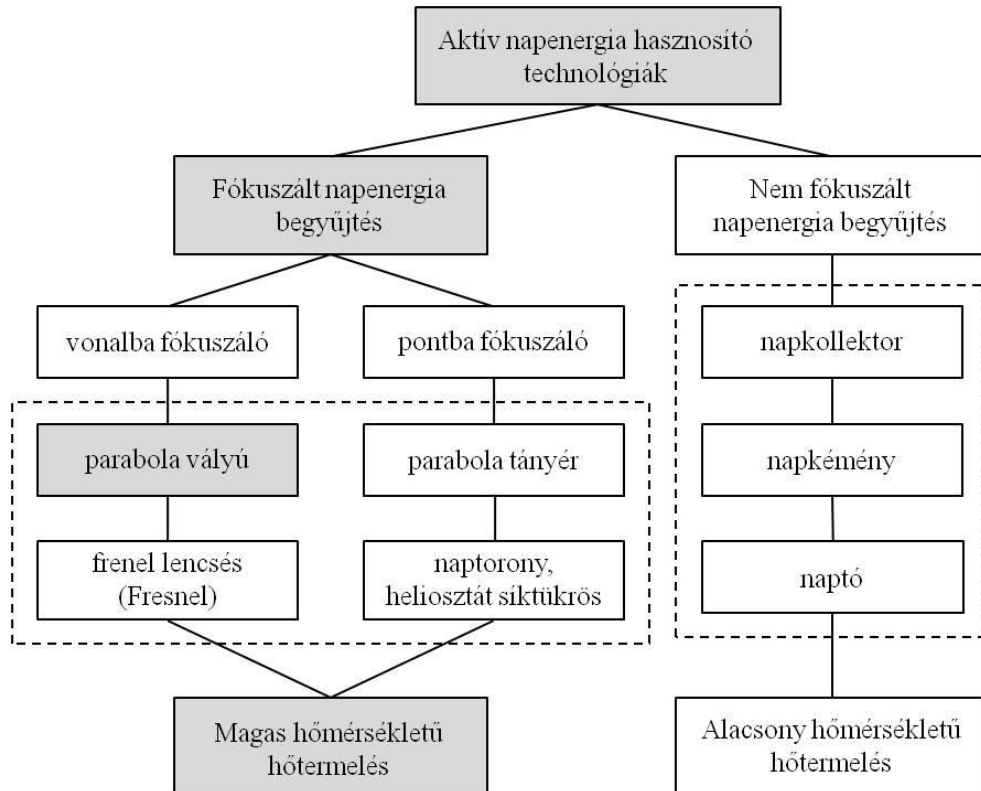 Aktív napenergia hasznosító
technológiák
Fókuszált napenergia
begyűjtés
Nem fókuszált
napenergia begyűjtés
vonalba fókuszáló
pontba fókuszáló
napkollektor
parabola vályú
parabola tányér
napkémény
frenel lencsés
(Fresnel)
naptorony,
heliosztát síktükrös
naptó
Magas hőmérsékletű
hőtermelés
Alacsony hőmérsékletű
hőtermelés